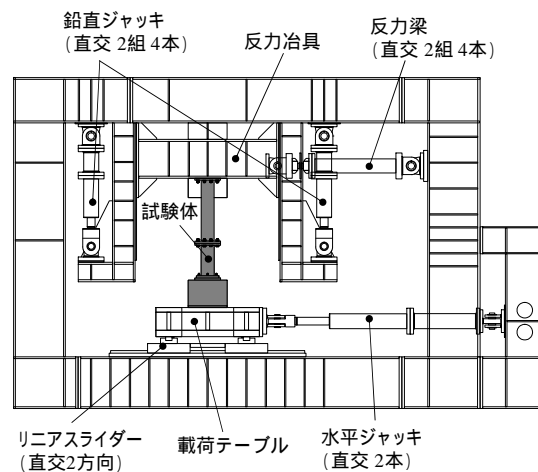 鉛直ジャッキ
(直交 2組 4本)
反力冶具
反力梁
(直交 2組 4本)
試験体
リニアスライダー
(直交2方向)
載荷テーブル
水平ジャッキ
(直交 2本)